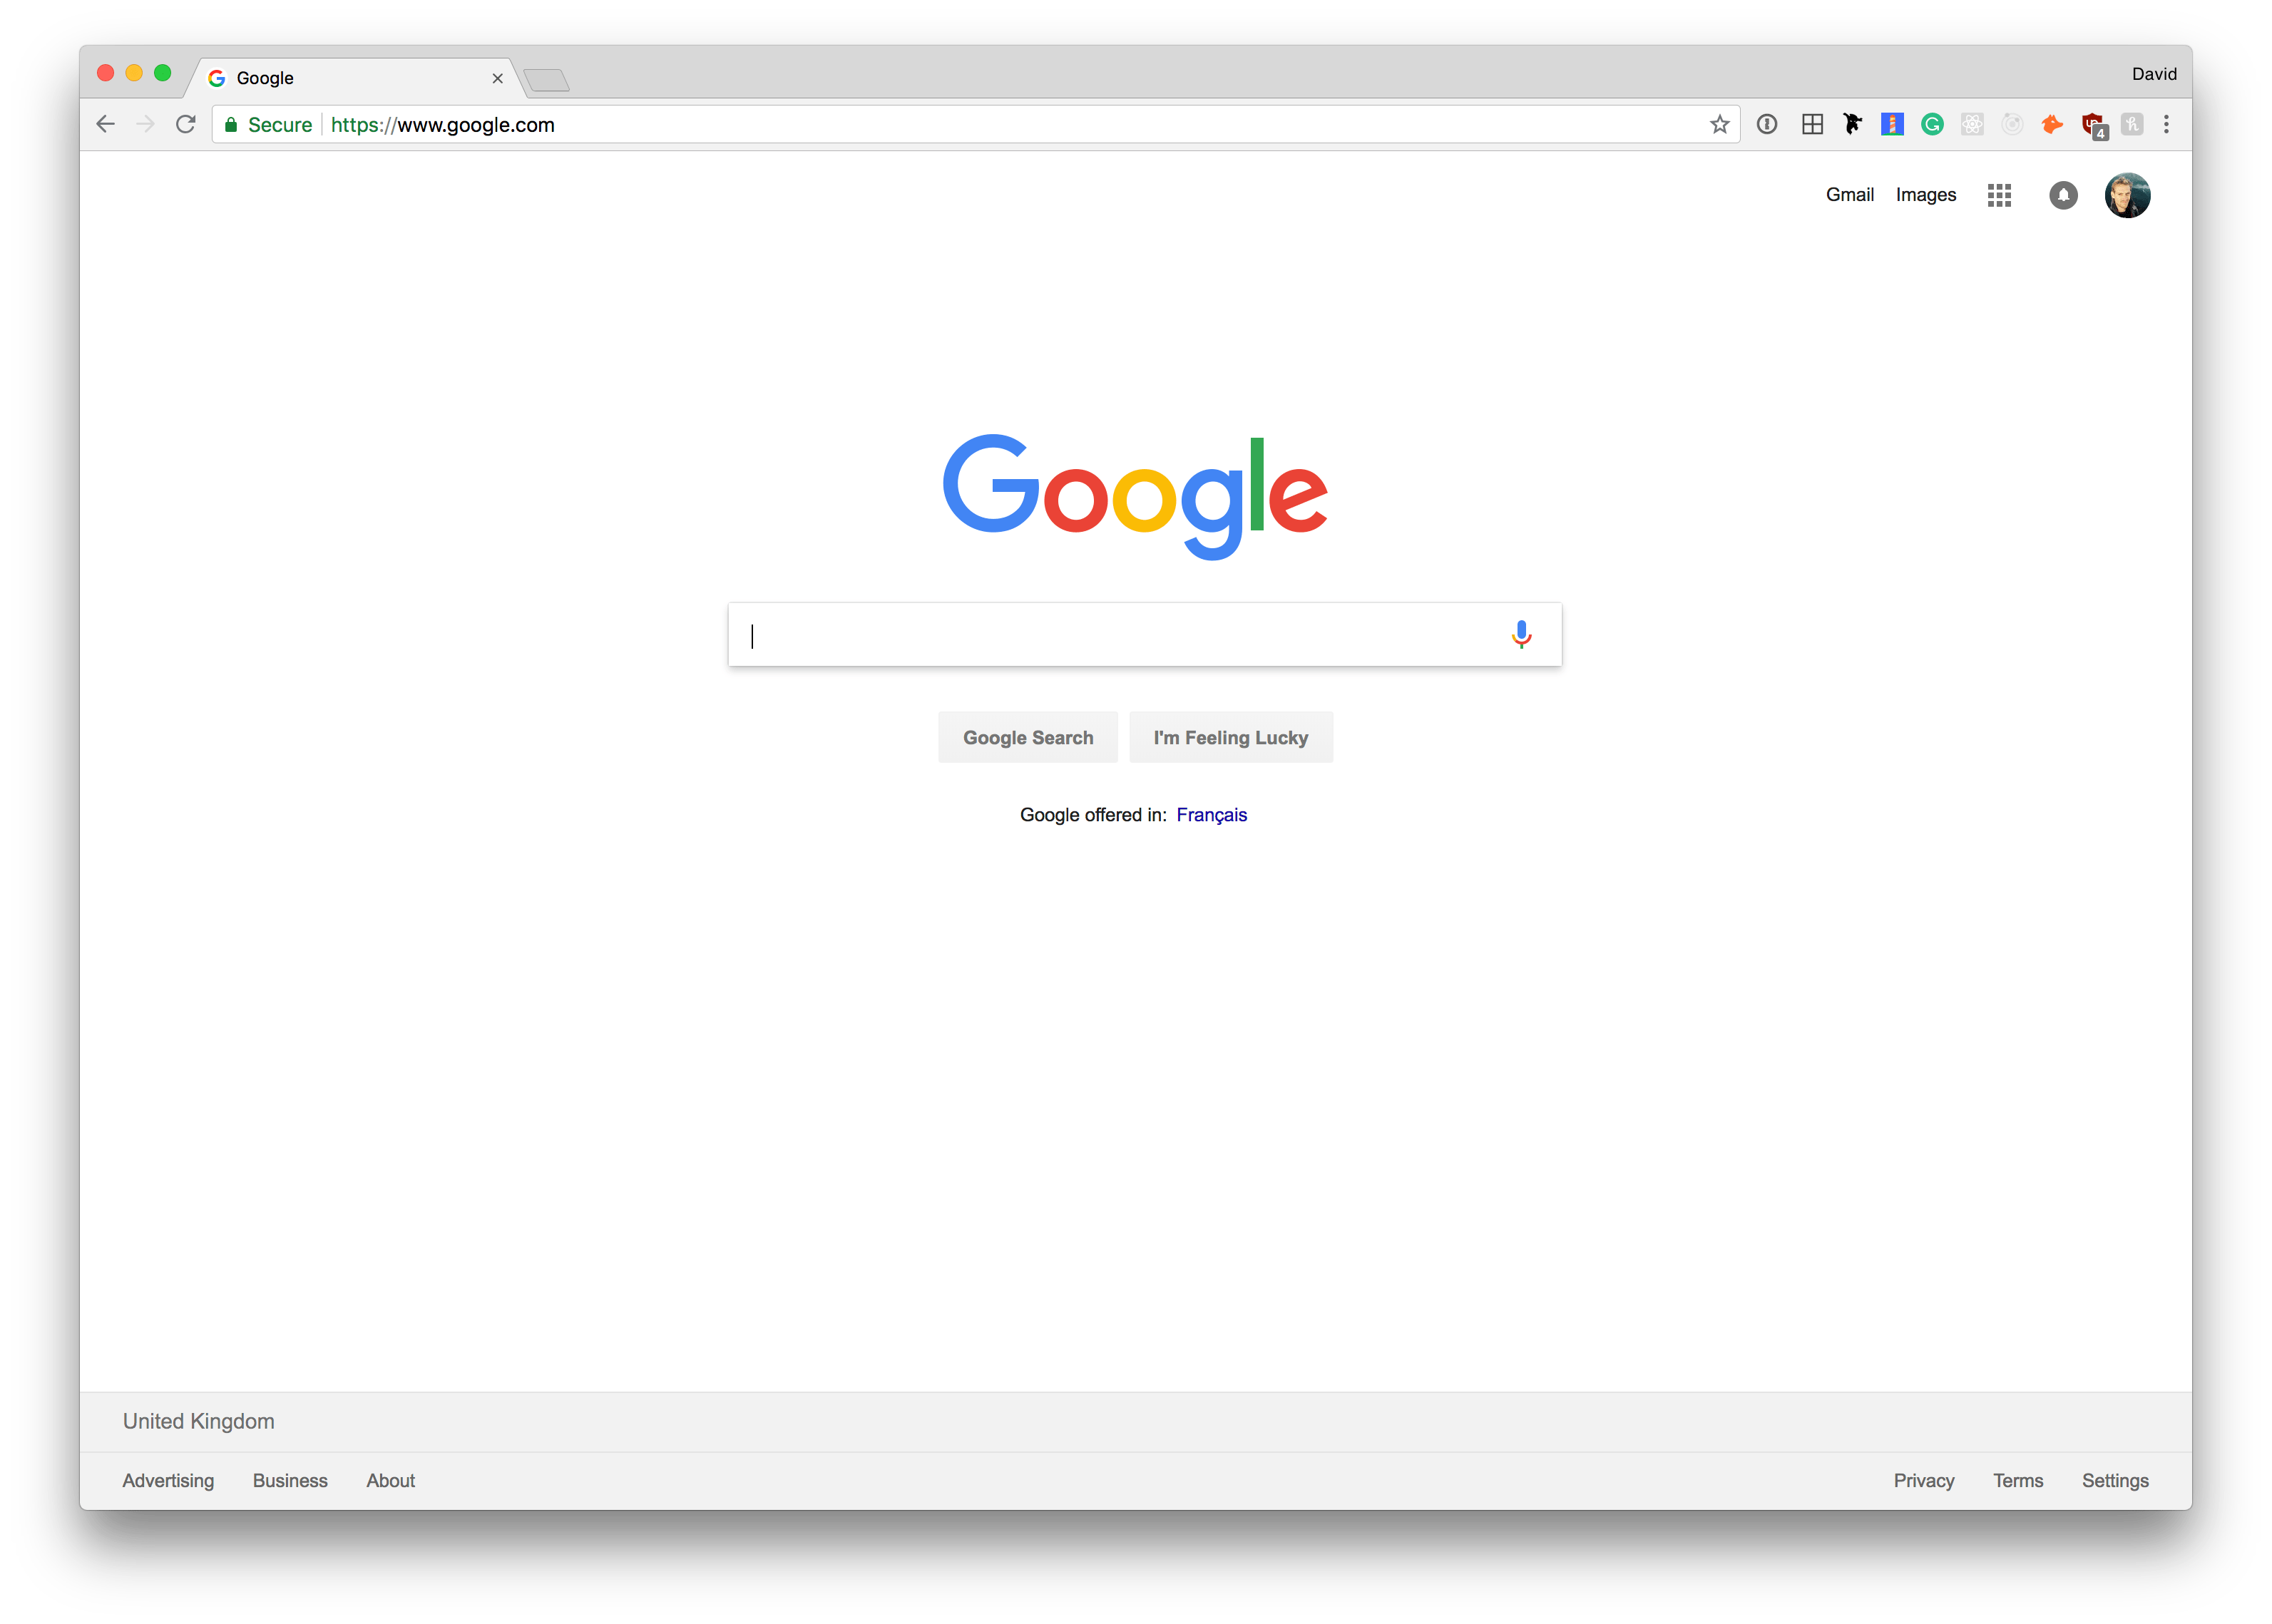 Google
David
Secure https://www.google.com
4
Gmail Images
Google
Google Search I'm Feeling Lucky
Google offered in: Français
United Kingdom
Advertising Business About Privacy Terms Settings